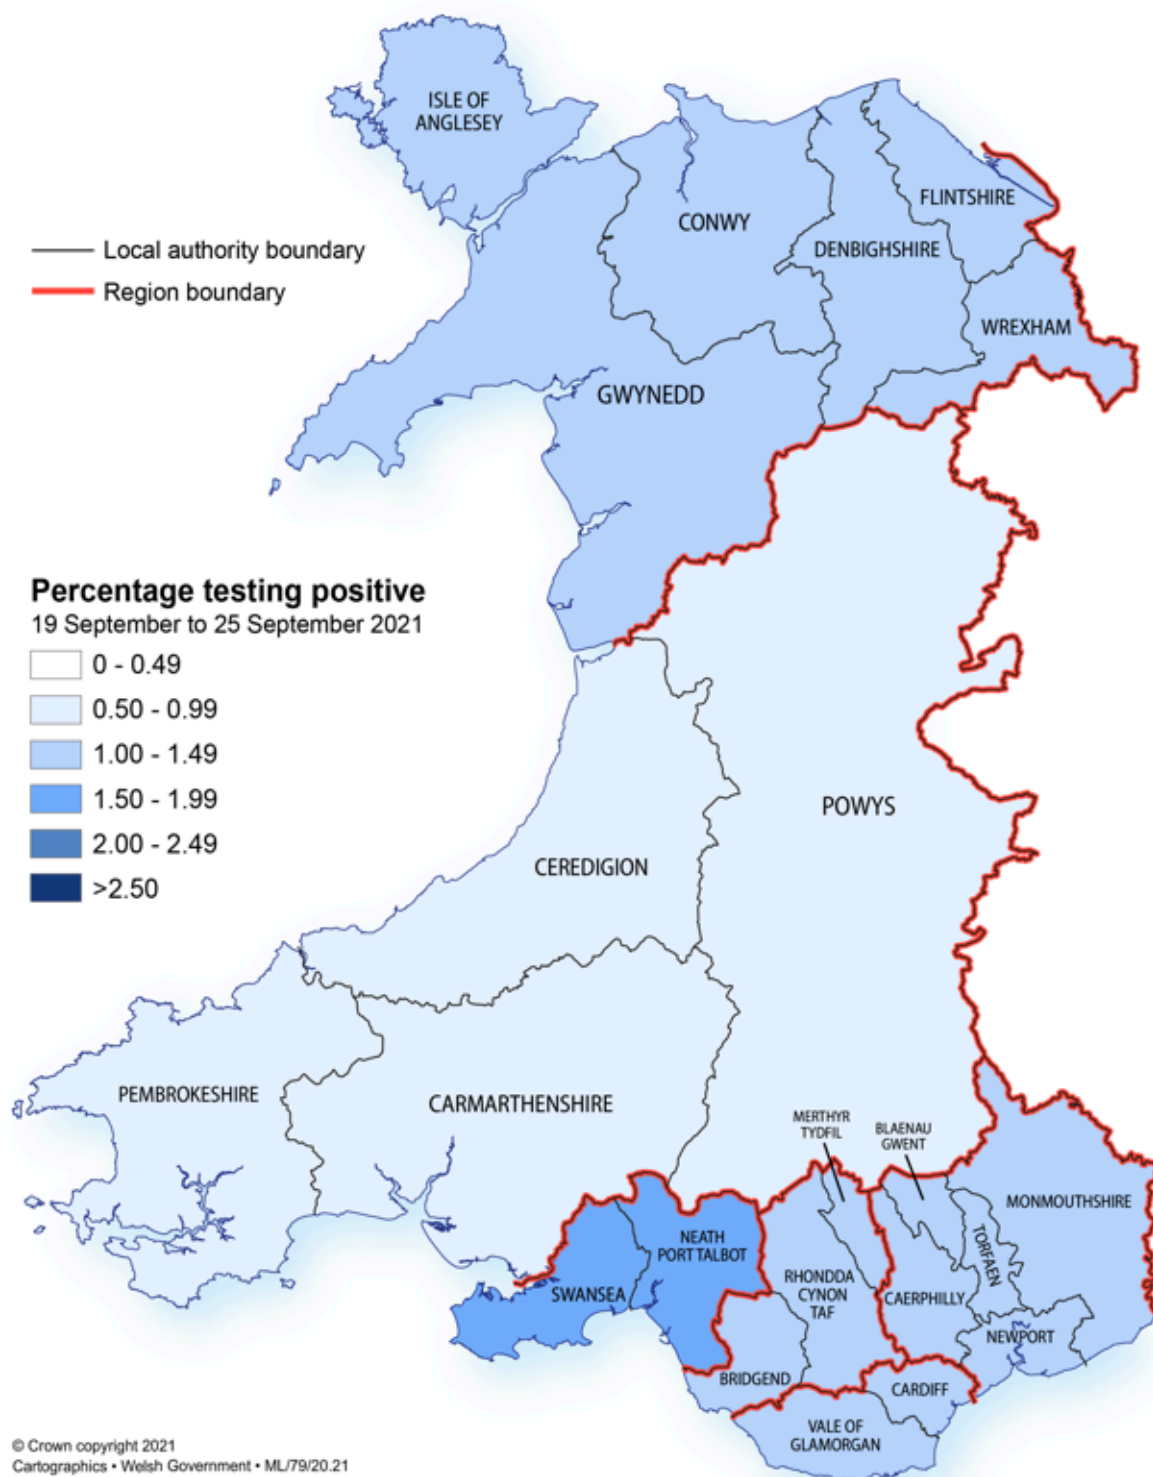 ISLE OF
ANGLESEY
FLINTSHIRE
CONWY
DENBIGHSHIRE
Local authority boundary
Region boundary
WREXHAM
GWYNEDD
Percentage testing positive
19 September to 25 September 2021
0 - 0.49
0.50 - 0.99
1.00 - 1.49
1.50 - 1.99
2.00 - 2.49
>2.50
POWYS
CEREDIGION
PEMBROKESHIRE
CARMARTHENSHIRE
MERTHYR
TYDFIL
BLAENAU
GWENT
MONMOUTHSHIRE
NEATH
PORT TALBOT
TORFAEN
SWANSEA
RHONDDA
CYNON
TAF
CAERPHILLY
NEWPORT
BRIDGEND
CARDIFF
VALE OF
GLAMORGAN
© Crown copyright 2021
Cartographics • Welsh Government • ML/79/20.21